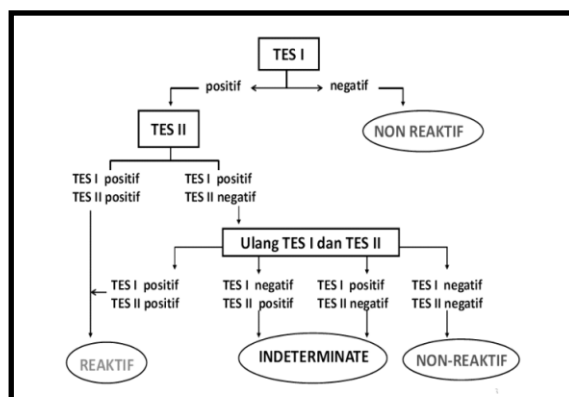 TES I
positif
negatif
TES II
NON REAKTIF
TES I positif
TES II positif
TES I positif
TES II negatif
Ulang TES I dan TES II
TES I positif
TES II positif
TES I negatif
TES II positif
TES I positif
TES II negatif
TES I negatif
TES II negatif
REAKTIF
INDETERMINATE
NON-REAKTIF